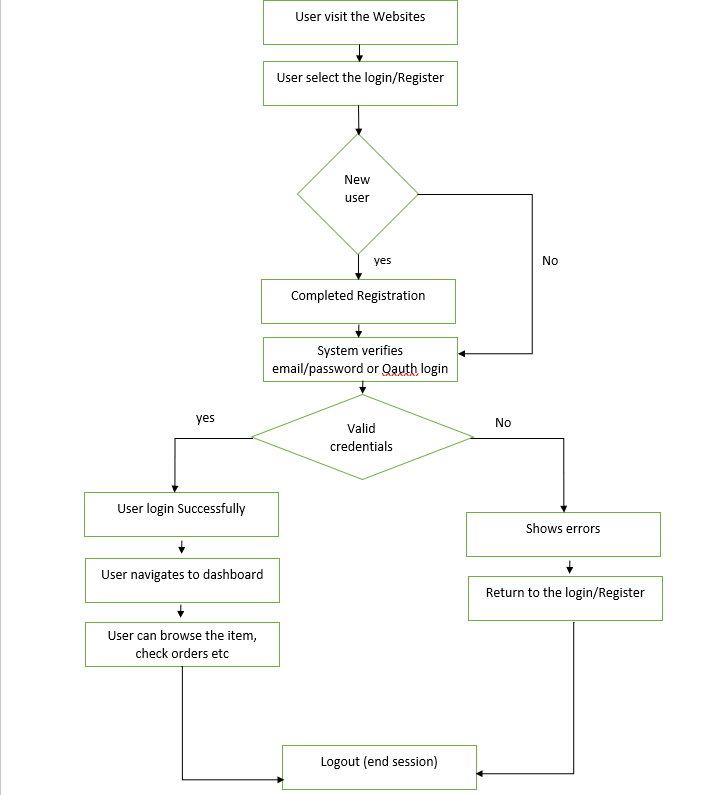 User visit the Websites
User select the login/Register
New
user
yes
No
Completed Registration
System verifies
email/password or Oauth login
yes
Valid
credentials
No
User login Successfully
Shows errors
User navigates to dashboard
Return to the login/Register
User can browse the item,
check orders etc
Logout (end session)